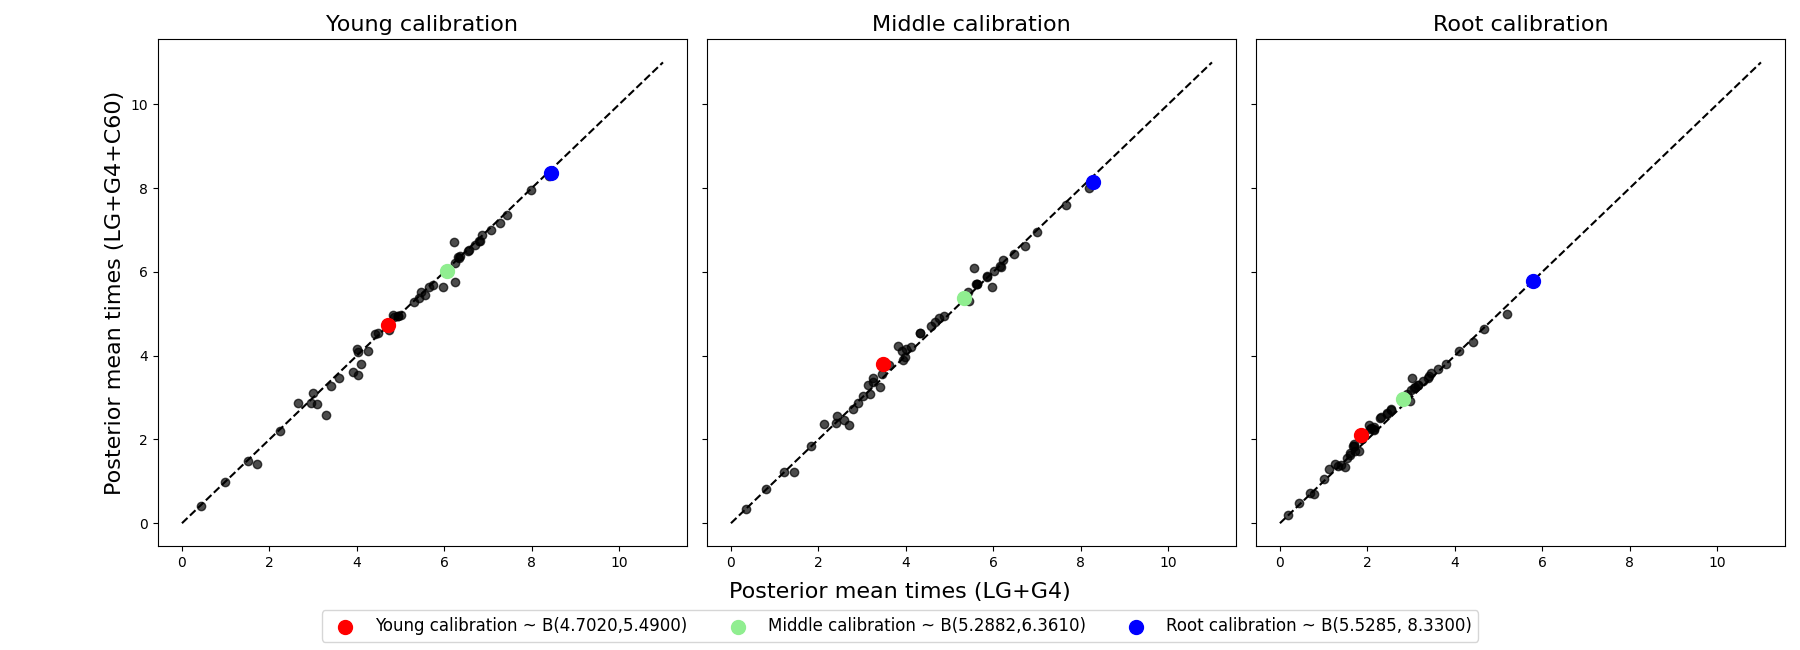 Young calibration
Middle calibration
Root calibration
Posterior mean times (LG+G4+C60)
10
8
6
4
2
0
0 2 4 6 8 10
0 2 4 6 8 10
0 2 4 6 8 10
Posterior mean times (LG+G4)
Young calibration ~ B(4.7020,5.4900)
Middle calibration ~ B(5.2882,6.3610)
Root calibration ~ B(5.5285, 8.3300)